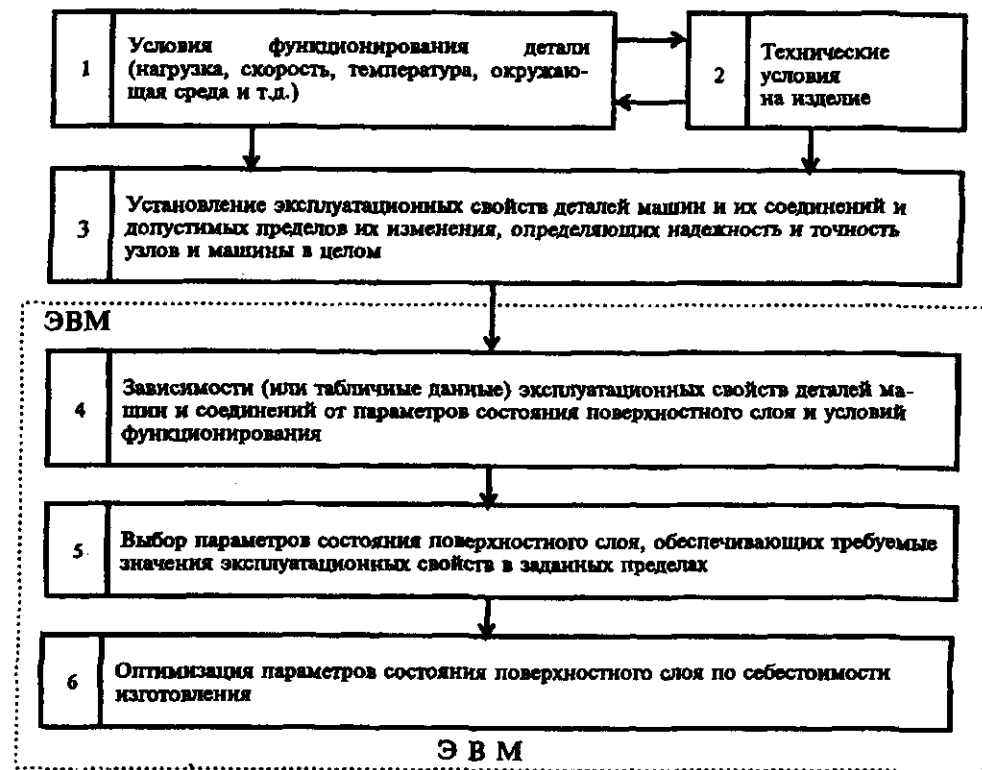 1
Условия функционирования детали
(нагрузка, скорость, температура, окружаю-
щая среда и т.д.)
2
Технические
условия
на изделие
3
Установление эксплуатационных свойств деталей машин и их соединений и
допустимых пределов их изменения, определяющих надежность и точность
узлов и машины в целом
ЭВМ
4
Зависимости (или табличные данные) эксплуатационных свойств деталей ма-
шин и соединений от параметров состояния поверхностного слоя и условий
функционирования
5
Выбор параметров состояния поверхностного слоя, обеспечивающих требуемые
значения эксплуатационных свойств в заданных пределах
6
Оптимизация параметров состояния поверхностного слоя по себестоимости
изготовления
Э В М